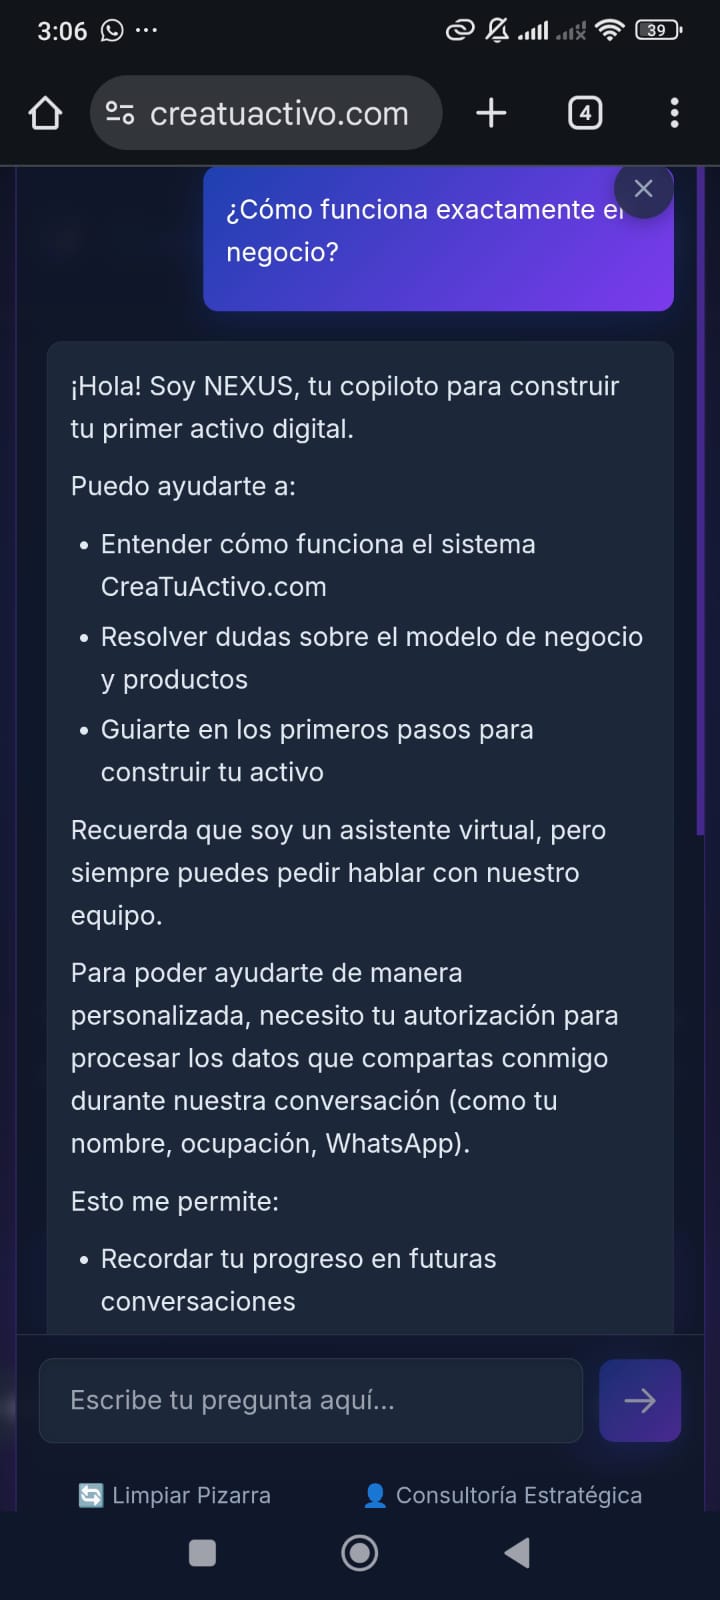 3:06
39
creatuactivo.com
4
¿Cómo funciona exactamente el
negocio?
¡Hola! Soy NEXUS, tu copiloto para construir
tu primer activo digital.
Puedo ayudarte a:
• Entender cómo funciona el sistema
CreaTuActivo.com
• Resolver dudas sobre el modelo de negocio
y productos
• Guiarte en los primeros pasos para
construir tu activo
Recuerda que soy un asistente virtual, pero
siempre puedes pedir hablar con nuestro
equipo.
Para poder ayudarte de manera
personalizada, necesito tu autorización para
procesar los datos que compartas conmigo
durante nuestra conversación (como tu
nombre, ocupación, WhatsApp).
Esto me permite:
• Recordar tu progreso en futuras
conversaciones
Escribe tu pregunta aquí...
Limpiar Pizarra
Consultoría Estratégica